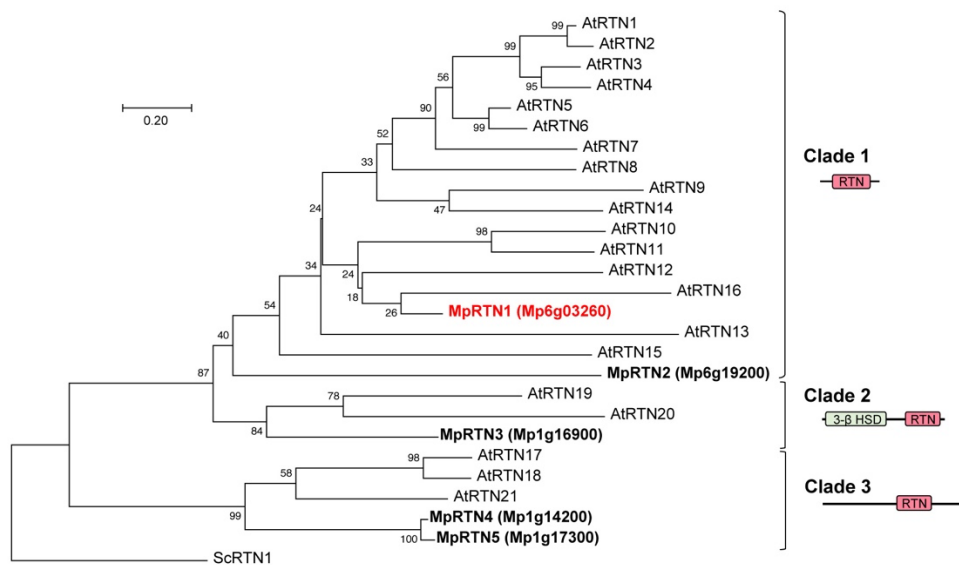 AtRTN1
99
AtRTN2
99
AtRTN3
56
95
AtRTN4
AtRTN5
90
99
AtRTN6
0.20
52
AtRTN7
Clade 1
33
AtRTN8
RTN
AtRTN9
24
47
AtRTN14
98
AtRTN10
AtRTN11
34
24
AtRTN12
18
AtRTN16
54
26
MpRTN1 (Mp6g03260)
40
AtRTN13
AtRTN15
87
MpRTN2 (Mp6g19200)
78
AtRTN19
Clade 2
AtRTN20
3-β HSD
RTN
84
MpRTN3 (Mp1g16900)
98
AtRTN17
58
AtRTN18
Clade 3
AtRTN21
RTN
99
MpRTN4 (Mp1g14200)
100
MpRTN5 (Mp1g17300)
ScRTN1